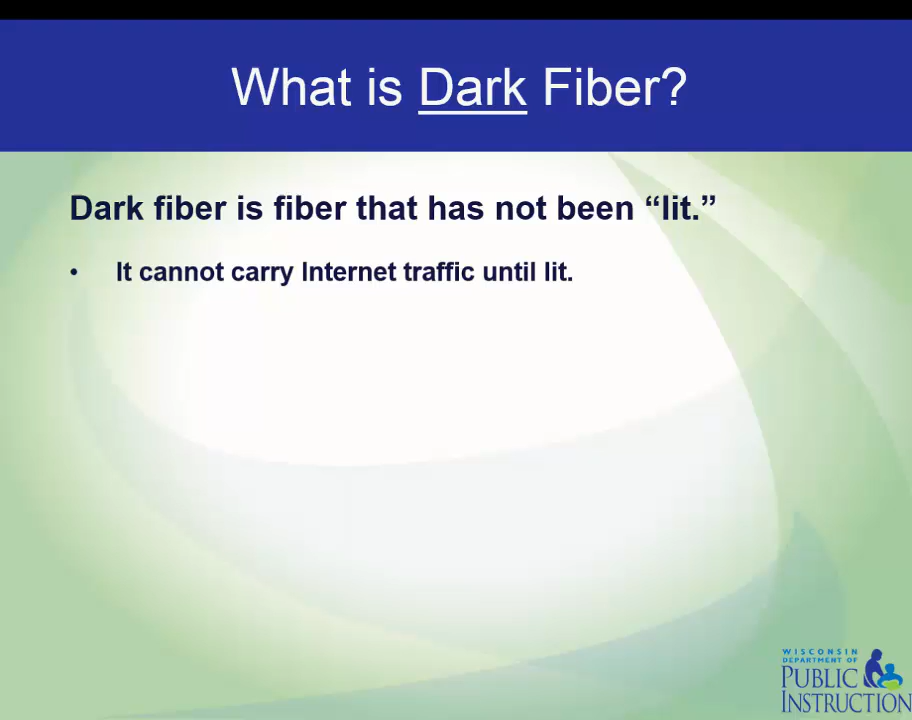 What is Dark Fiber?
Dark fiber is fiber that has not been “lit.”
• It cannot carry Internet traffic until lit.
WISCONSIN
DEPARTMENT OF
PUBLIC
INSTRUCTION